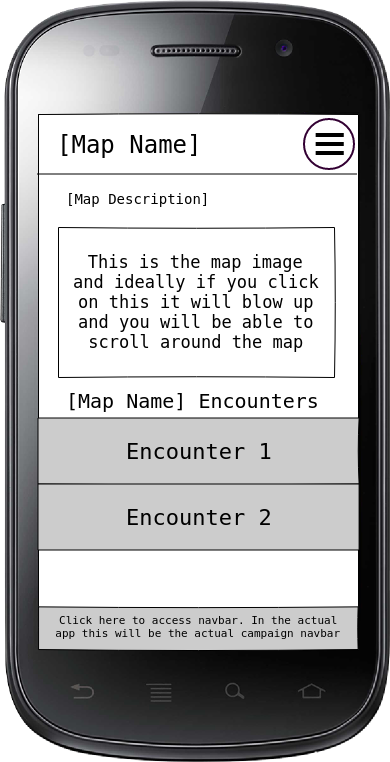 [Map Name]
[Map Description]
This is the map image
and ideally if you click
on this it will blow up
and you will be able to
scroll around the map
[Map Name] Encounters
Encounter 1
Encounter 2
Click here to access navbar. In the actual
app this will be the actual campaign navbar